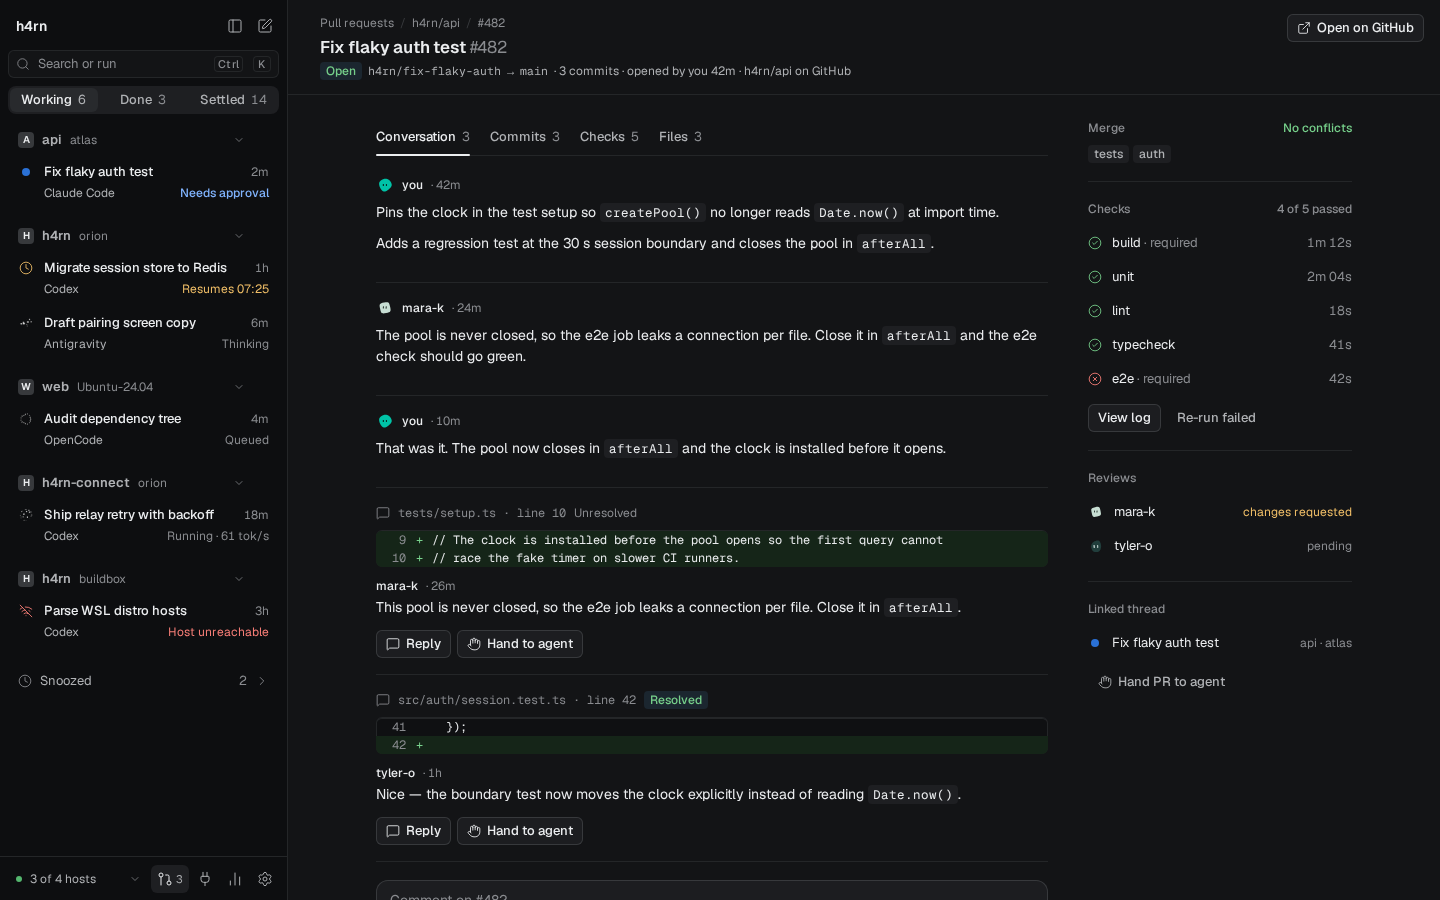 h4rn
Search or run Ctrl K
Working 6 Done 3 Settled 14
A api atlas
Fix flaky auth test 2m
Claude Code Needs approval
H h4rn orion
Migrate session store to Redis 1h
Codex Resumes 07:25
Draft pairing screen copy 6m
Antigravity Thinking
W web Ubuntu-24.04
Audit dependency tree 4m
OpenCode Queued
H h4rn-connect orion
Ship relay retry with backoff 18m
Codex Running · 61 tok/s
H h4rn buildbox
Parse WSL distro hosts 3h
Codex Host unreachable
Snoozed 2
3 of 4 hosts 3
Pull requests / h4rn/api / #482
Fix flaky auth test #482
Open h4rn/fix-flaky-auth → main · 3 commits · opened by you 42m · h4rn/api on GitHub
Open on GitHub
Conversation 3 Commits 3 Checks 5 Files 3
you · 42m
Pins the clock in the test setup so createPool() no longer reads Date.now() at import time.
Adds a regression test at the 30 s session boundary and closes the pool in afterAll.
mara-k · 24m
The pool is never closed, so the e2e job leaks a connection per file. Close it in afterAll and the e2e
check should go green.
you · 10m
That was it. The pool now closes in afterAll and the clock is installed before it opens.
tests/setup.ts · line 10 Unresolved
9 + // The clock is installed before the pool opens so the first query cannot
10 + // race the fake timer on slower CI runners.
mara-k · 26m
This pool is never closed, so the e2e job leaks a connection per file. Close it in afterAll.
Reply Hand to agent
src/auth/session.test.ts · line 42 Resolved
41 });
42 +
tyler-o · 1h
Nice — the boundary test now moves the clock explicitly instead of reading Date.now().
Reply Hand to agent
Comment on #482
Merge No conflicts
tests auth
Checks 4 of 5 passed
build · required 1m 12s
unit 2m 04s
lint 18s
typecheck 41s
e2e · required 42s
View log Re-run failed
Reviews
mara-k changes requested
tyler-o pending
Linked thread
Fix flaky auth test api · atlas
Hand PR to agent